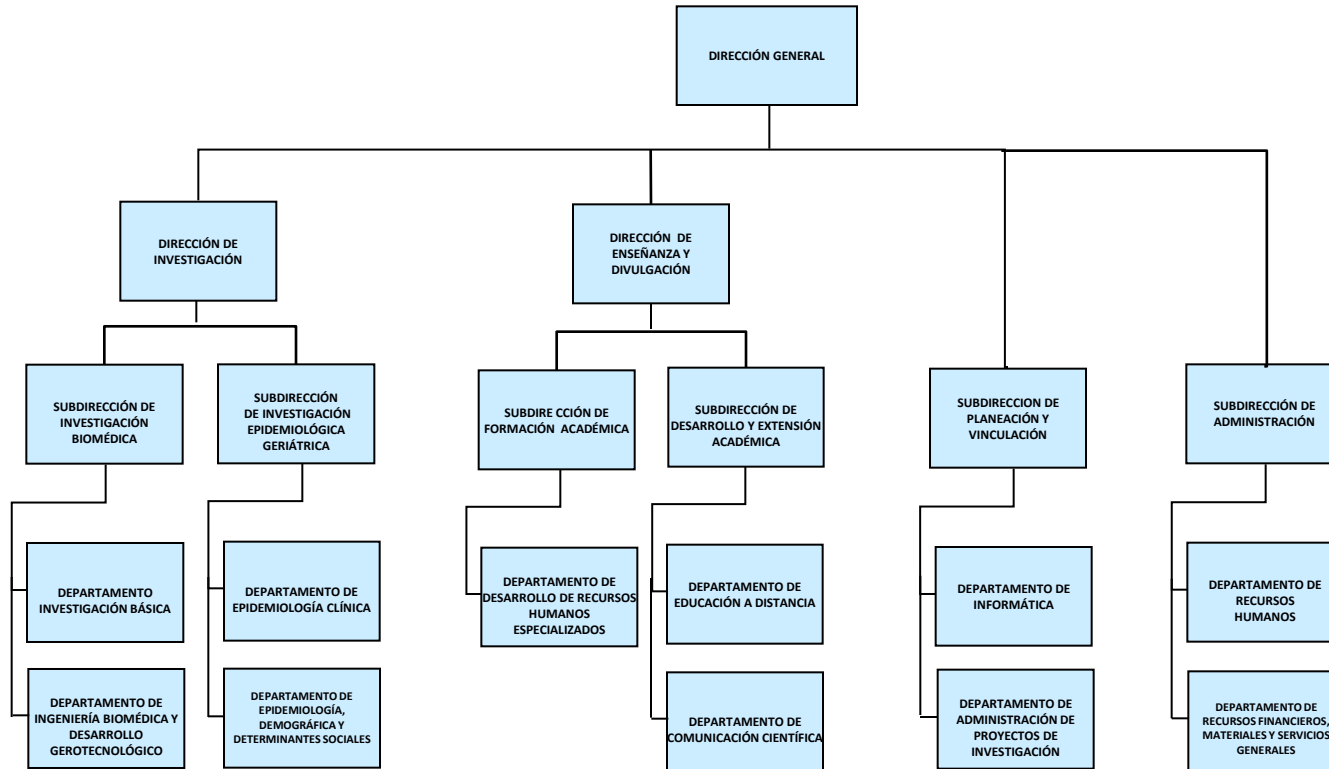 DIRECCIÓN GENERAL
DIRECCIÓN DE
INVESTIGACIÓN
DIRECCIÓN DE
ENSEÑANZA Y
DIVULGACIÓN
SUBDIRECCIÓN DE
INVESTIGACIÓN
BIOMÉDICA
SUBDIRECCIÓN
DE INVESTIGACIÓN
EPIDEMIOLÓGICA
GERIÁTRICA
SUBDIRE CCIÓN DE
FORMACIÓN ACADÉMICA
SUBDIRECCIÓN DE
DESARROLLO Y EXTENSIÓN
ACADÉMICA
SUBDIRECCION DE
PLANEACIÓN Y
VINCULACIÓN
SUBDIRECCIÓN DE
ADMINISTRACIÓN
DEPARTAMENTO
INVESTIGACIÓN BÁSICA
DEPARTAMENTO DE
EPIDEMIOLOGÍA CLÍNICA
DEPARTAMENTO DE
DESARROLLO DE RECURSOS
HUMANOS
ESPECIALIZADOS
DEPARTAMENTO DE
EDUCACIÓN A DISTANCIA
DEPARTAMENTO DE
INFORMÁTICA
DEPARTAMENTO DE
RECURSOS
HUMANOS
DEPARTAMENTO DE
INGENIERÍA BIOMÉDICA Y
DESARROLLO
GEROTECNOLÓGICO
DEPARTAMENTO DE
EPIDEMIOLOGÍA,
DEMOGRÁFICA Y
DETERMINANTES SOCIALES
DEPARTAMENTO DE
COMUNICACIÓN CIENTÍFICA
DEPARTAMENTO DE
ADMINISTRACIÓN DE
PROYECTOS DE
INVESTIGACIÓN
DEPARTAMENTO DE
RECURSOS FINANCIEROS,
MATERIALES Y SERVICIOS
GENERALES